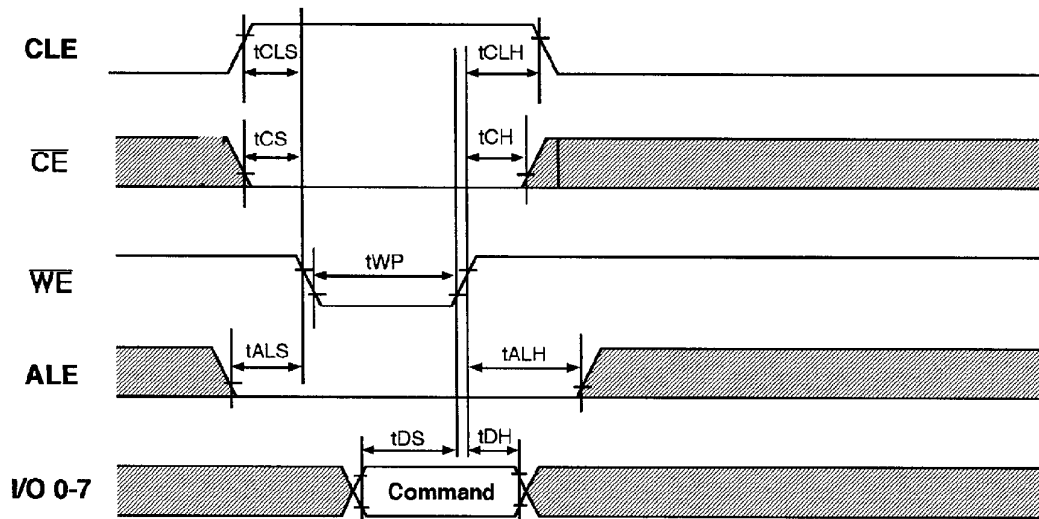 CLE
tCLS
tCLH
CE
tCS
tCH
WE
tWP
ALE
tALS
tALH
I/O 0-7
tDS
tDH
Command